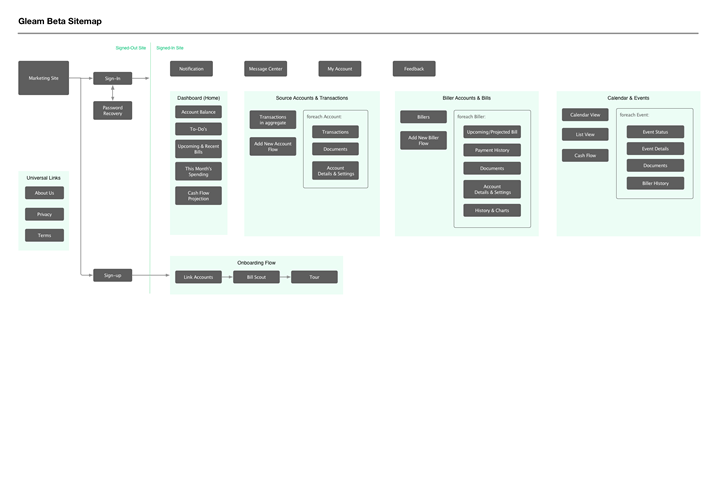 Gleam Beta Sitemap
Signed-Out Site
Signed-In Site
Marketing Site
Sign-In
Password
Recovery
Notification
Message Center
My Account
Feedback
Dashboard (Home)
Account Balance
To-Do's
Upcoming & Recent
Bills
This Month's
Spending
Cash Flow
Projection
Source Accounts & Transactions
Transactions
in aggregate
Add New Account
Flow
foreach Account:
Transactions
Documents
Account
Details & Settings
Biller Accounts & Bills
Billers
Add New Biller
Flow
foreach Biller:
Upcoming/Projected Bill
Payment History
Documents
Account
Details & Settings
History & Charts
Calendar & Events
Calendar View
List View
Cash Flow
foreach Event:
Event Status
Event Details
Documents
Biller History
Universal Links
About Us
Privacy
Terms
Sign-up
Onboarding Flow
Link Accounts
Bill Scout
Tour